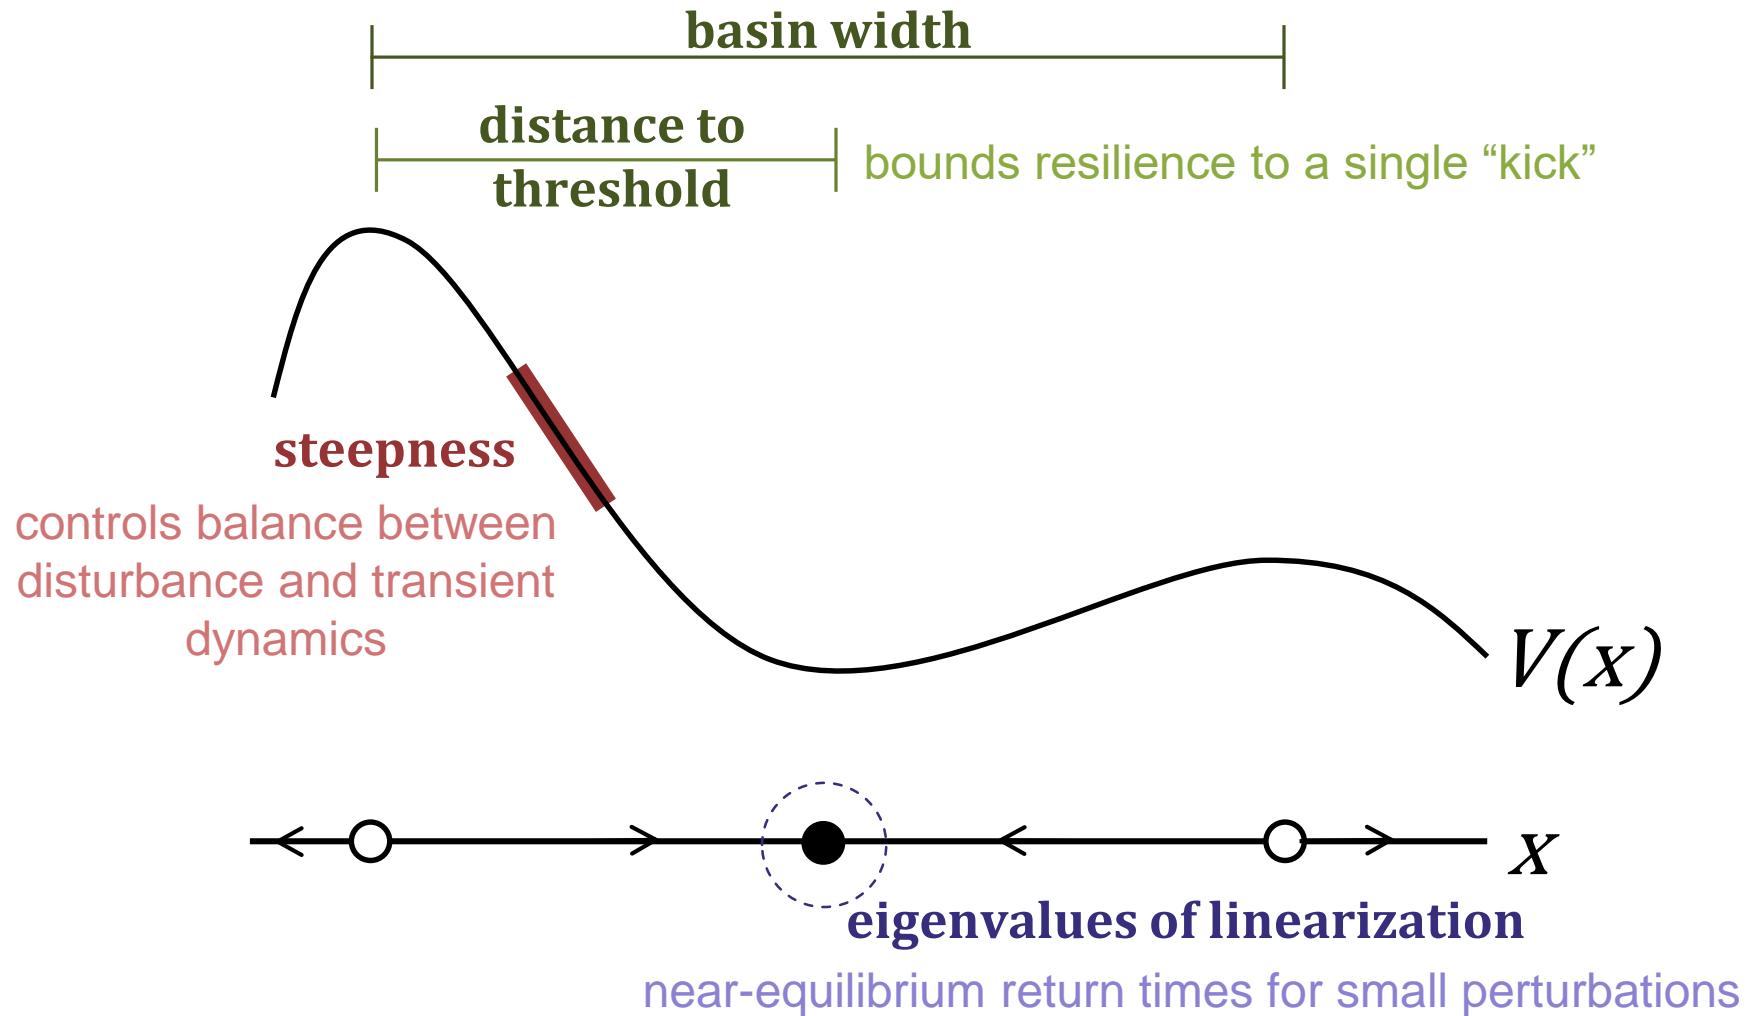 basin width
distance to
threshold
bounds resilience to a single “kick”
steepness
controls balance between
disturbance and transient
dynamics
V(x)
x
eigenvalues of linearization
near-equilibrium return times for small perturbations